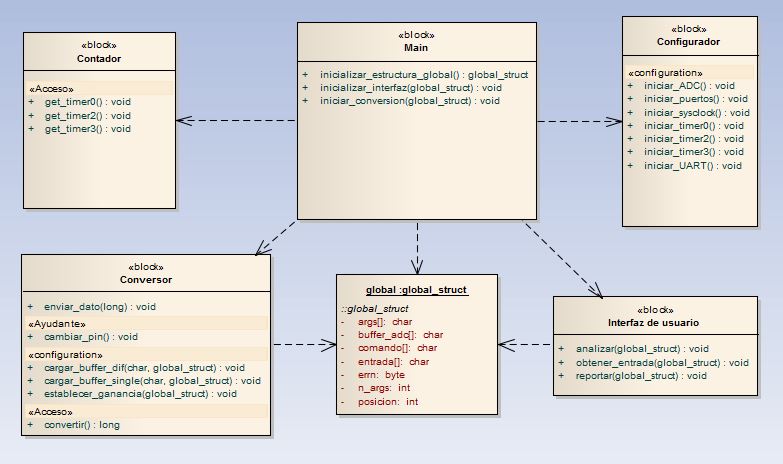 «block»
Contador
«Acceso»
+ get_timer0() : void
+ get_timer2() : void
+ get_timer3() : void
«block»
Main
+ inicializar_estructura_global() : global_struct
+ inicializar_interfaz(global_struct) : void
+ iniciar_conversion(global_struct) : void
«block»
Configurador
«configuration»
+ iniciar_ADC() : void
+ iniciar_puertos() : void
+ iniciar_sysclock() : void
+ iniciar_timer0() : void
+ iniciar_timer2() : void
+ iniciar_timer3() : void
+ iniciar_UART() : void
«block»
Conversor
+ enviar_dato(long) : void
«Ayudante»
+ cambiar_pin() : void
«configuration»
+ cargar_buffer_dif(char, global_struct) : void
+ cargar_buffer_single(char, global_struct) : void
+ establecer_ganancia(global_struct) : void
«Acceso»
+ convertir() : long
global :global_struct
::global_struct
- args[]: char
- buffer_adc[]: char
- comando[]: char
- entrada[]: char
- errn: byte
- n_args: int
- posicion: int
«block»
Interfaz de usuario
+ analizar(global_struct) : void
+ obtener_entrada(global_struct) : void
+ reportar(global_struct) : void